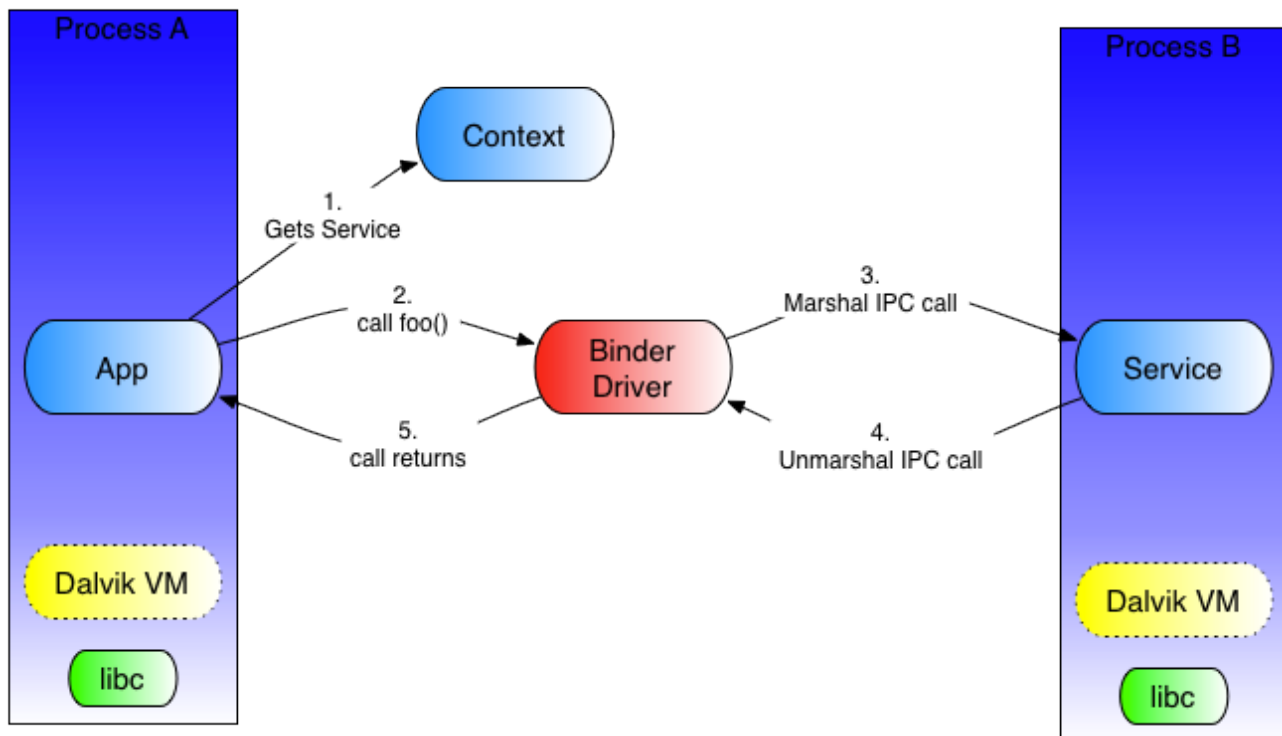 Process A
Process B
Context
1.
Gets Service
2.
call foo()
3.
Marshal IPC call
App
Binder
Driver
Service
5.
call returns
4.
Unmarshal IPC call
Dalvik VM
Dalvik VM
libc
libc